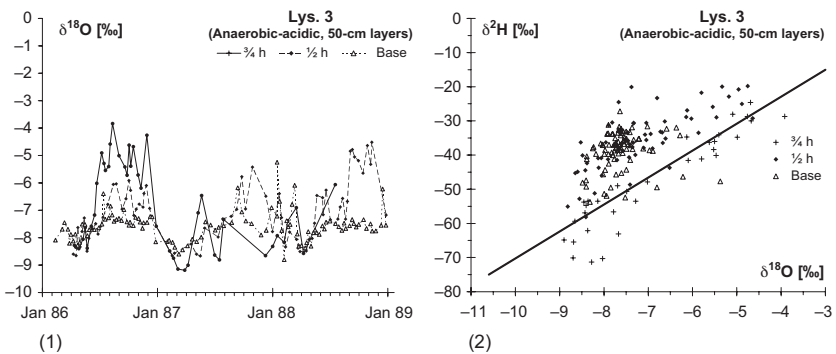 Lys. 3
δ18O [‰]
(Anaerobic-acidic, 50-cm layers)
¾ h ½ h Base
0
–1
–2
–3
–4
–5
–6
–7
–8
–9
–10
Jan 86 Jan 87 Jan 88 Jan 89
(1)
Lys. 3
δ2H [‰]
(Anaerobic-acidic, 50-cm layers)
0
–10
–20
–30
–40
–50
–60
–70
–80
¾ h
½ h
Base
δ18O [‰]
–11 –10 –9 –8 –7 –6 –5 –4 –3
(2)